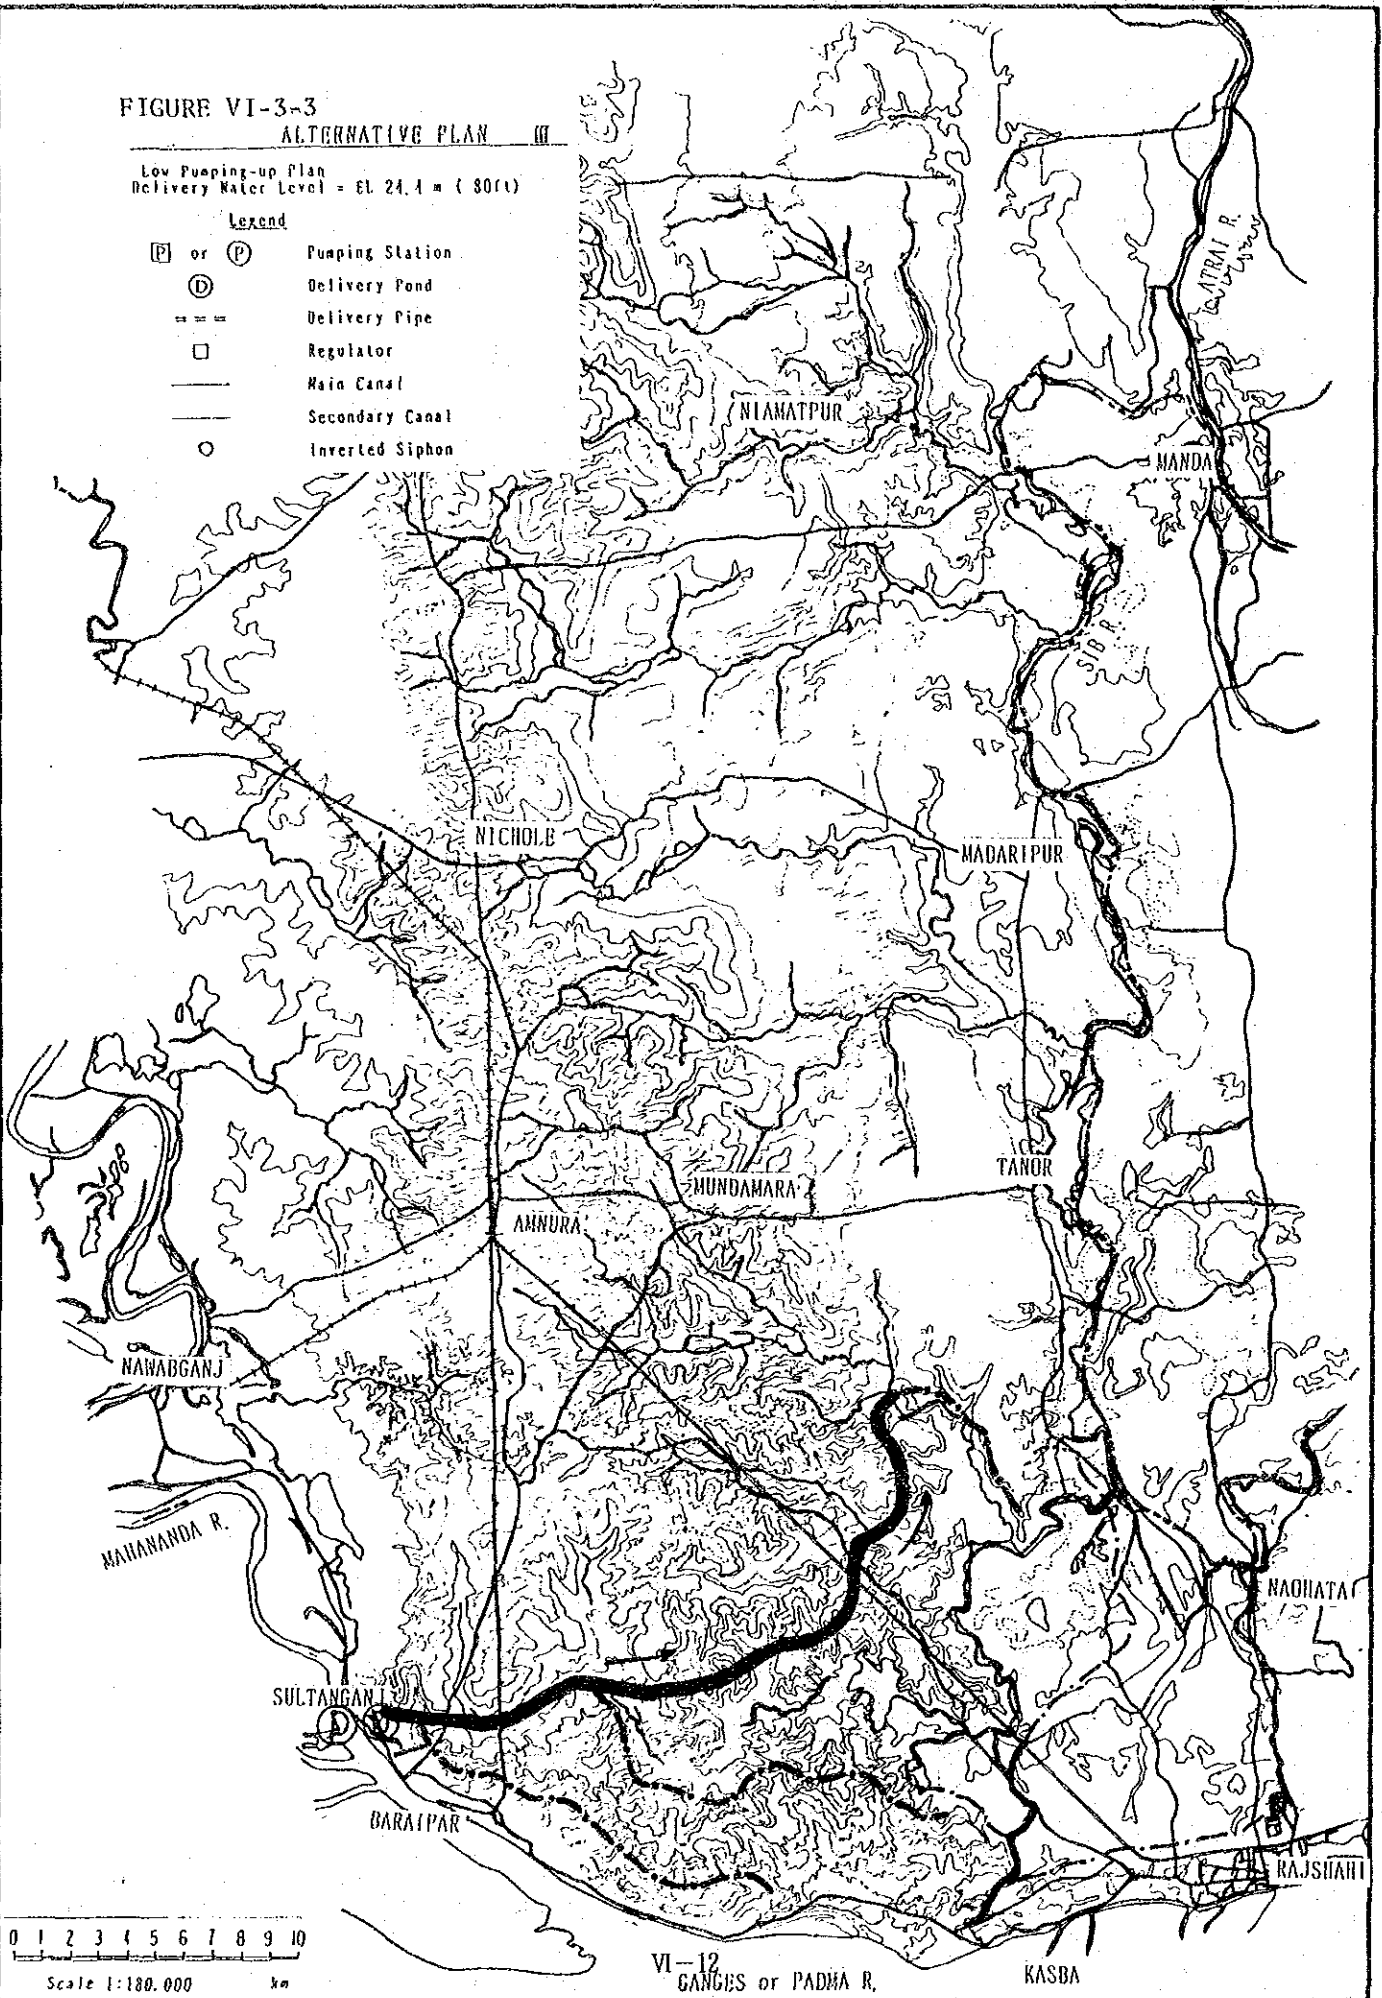 FIGURE VI-3-3
ALTERNATIVE PLAN III
Low Pumping-up Plan
Delivery Water Level = EL 24.4 m ( 80ft)
Legend
P or P Pumping Station
D Delivery Pond
Delivery Pipe
Regulator
Main Canal
Secondary Canal
Inverted Siphon
ATRAI R.
NIAMATPUR
MANDA
SIB R.
NICHOLE
MADARIPUR
TANOR
MUNDAMARA
AMNURA
NAWABGANJ
MAHANANDA R.
NAOHATA
SULTANGANJ
BARAIPAR
RAJSHAHI
0 1 2 3 4 5 6 7 8 9 10
Scale 1:180.000 km
VI-12
GANGES or PADMA R.
KASBA